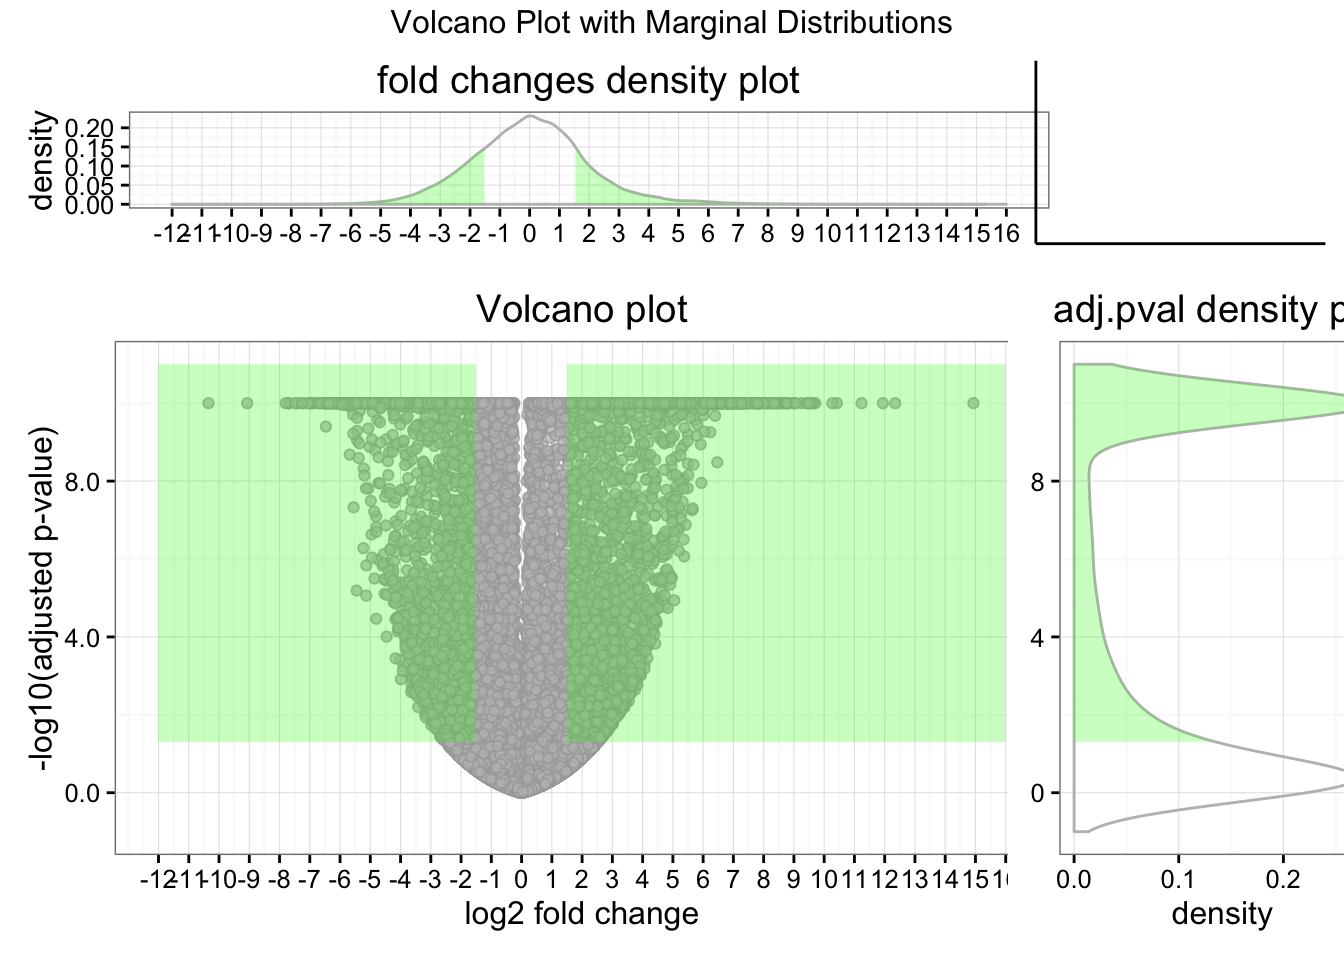 Volcano Plot with Marginal Distributions
fold changes density plot
density
0.20
0.15
0.10
0.05
0.00
-12 -11 -10 -9 -8 -7 -6 -5 -4 -3 -2 -1 0 1 2 3 4 5 6 7 8 9 10 11 12 13 14 15 16
Volcano plot
-log10(adjusted p-value)
8.0
4.0
0.0
-12 -11 -10 -9 -8 -7 -6 -5 -4 -3 -2 -1 0 1 2 3 4 5 6 7 8 9 10 11 12 13 14 15 1
log2 fold change
adj.pval density p
8
4
0
0.0 0.1 0.2
density